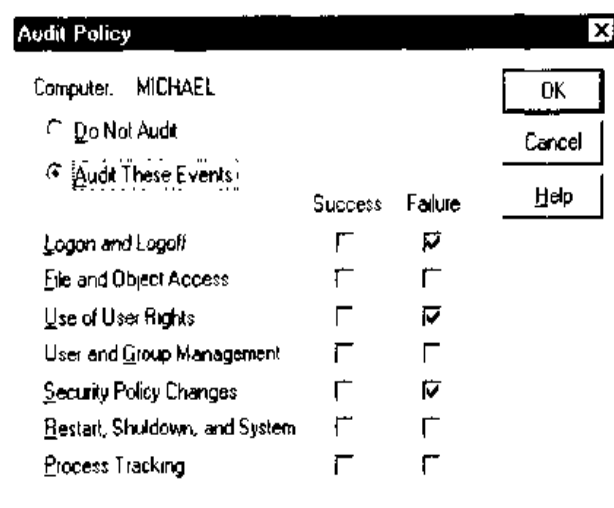 Audit Policy
Computer: MICHAEL
OK
Do Not Audit
Cancel
Audit These Events
Help
Success Failure
Logon and Logoff
File and Object Access
Use of User Rights
User and Group Management
Security Policy Changes
Restart, Shutdown, and System
Process Tracking